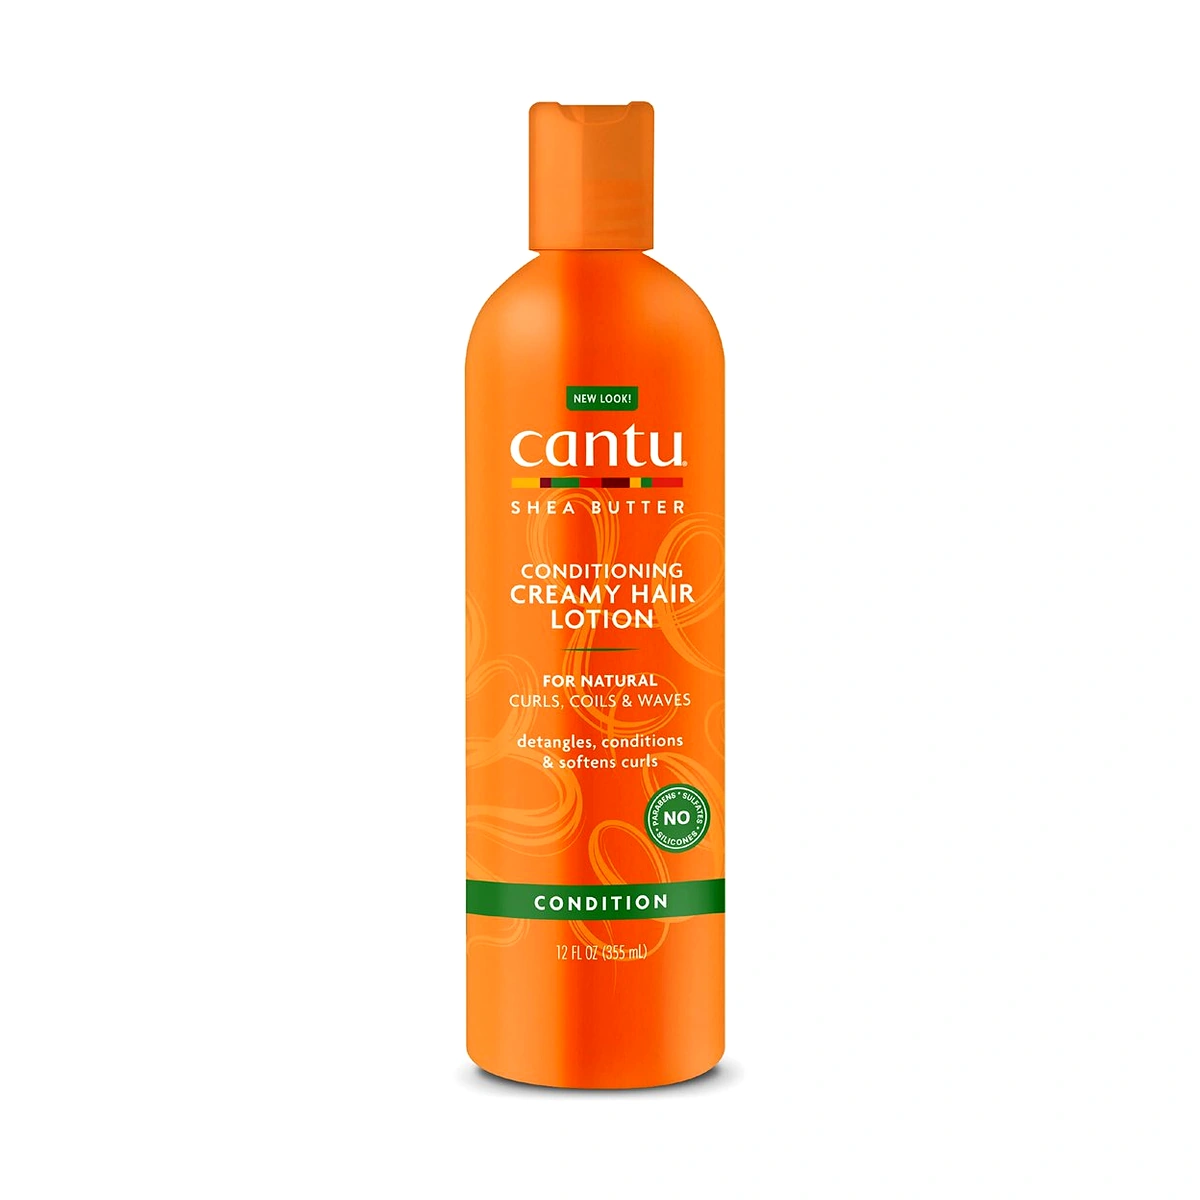 NEW LOOK!
cantu®
SHEA BUTTER
CONDITIONING
CREAMY HAIR
LOTION
FOR NATURAL
CURLS, COILS & WAVES
detangles, conditions
& softens curls
PARABENS • SULFATES • SILICONES •
NO
CONDITION
12 FL OZ (355 mL)